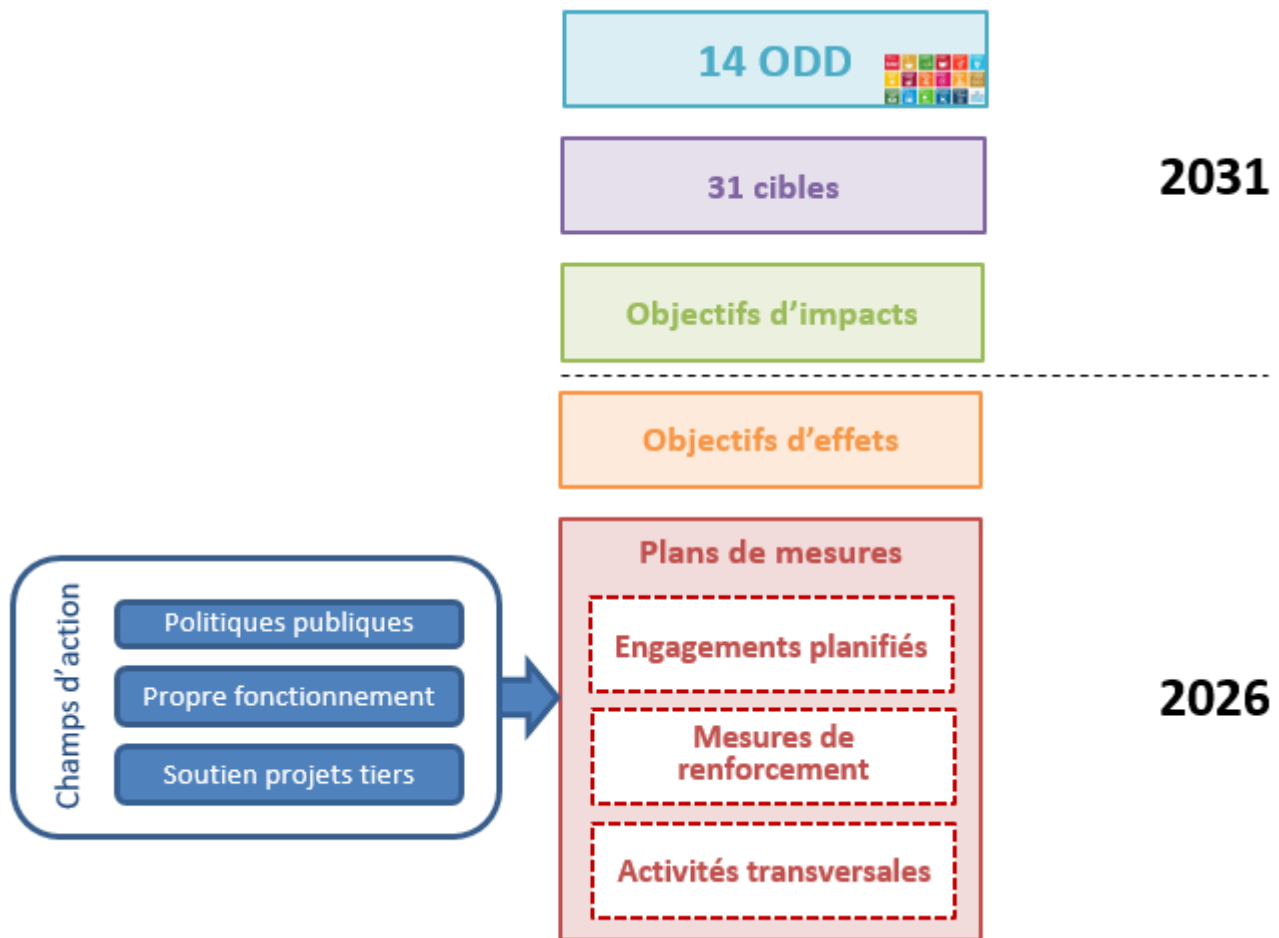 14 ODD
31 cibles
2031
Objectifs d’impacts
Objectifs d’effets
Plans de mesures
Champs d’action
Politiques publiques
Propre fonctionnement
Soutien projets tiers
Engagements planifiés
Mesures de
renforcement
Activités transversales
2026